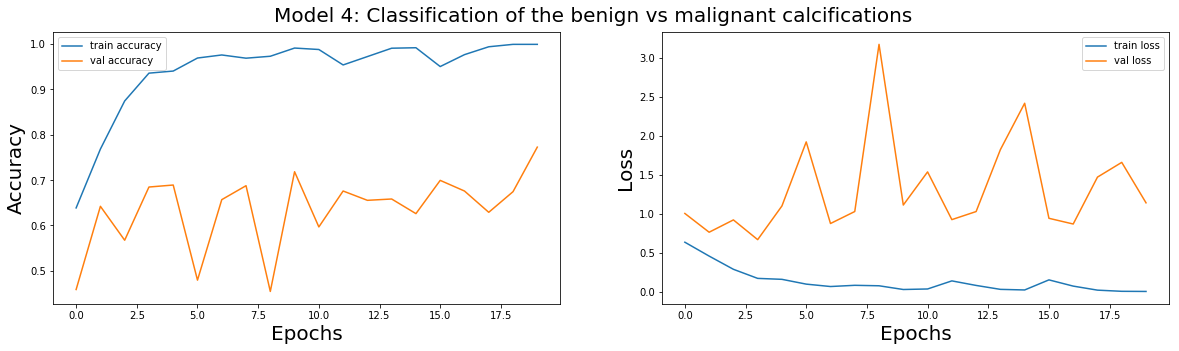 Model 4: Classification of the benign vs malignant calcifications
train accuracy
val accuracy
1.0
0.9
0.8
0.7
0.6
0.5
Accuracy
0.0 2.5 5.0 7.5 10.0 12.5 15.0 17.5
Epochs
train loss
val loss
3.0
2.5
2.0
1.5
1.0
0.5
0.0
Loss
0.0 2.5 5.0 7.5 10.0 12.5 15.0 17.5
Epochs